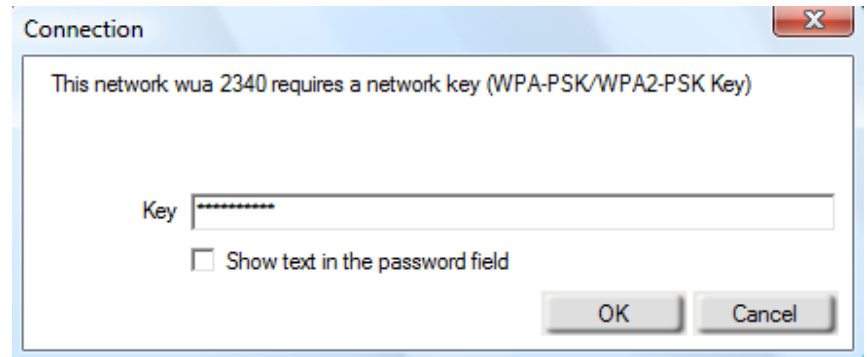 Connection
This network wua 2340 requires a network key (WPA-PSK/WPA2-PSK Key)
Key **********
Show text in the password field
OK Cancel